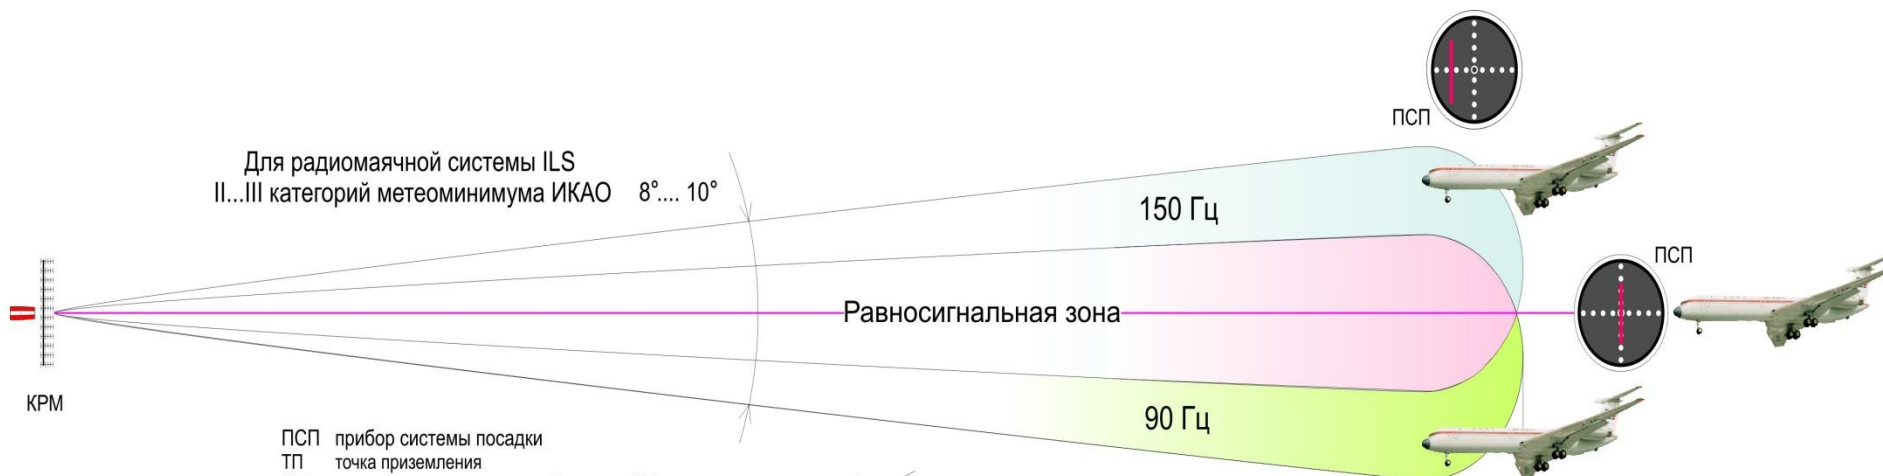 ПСП
Для радиомаячной системы ILS
II...III категорий метеоминимума ИКАО 8°.... 10°
150 Гц
ПСП
Равносигнальная зона
КРМ
90 Гц
ПСП прибор системы посадки
ТП точка приземления